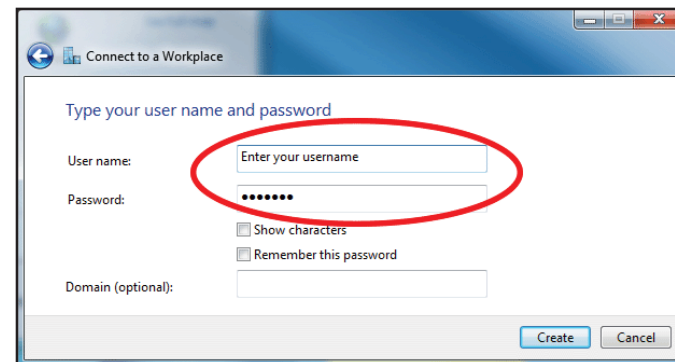 Connect to a Workplace
Type your user name and password
User name:
Enter your username
Password:
•••••••
Show characters
Remember this password
Domain (optional):
Create
Cancel